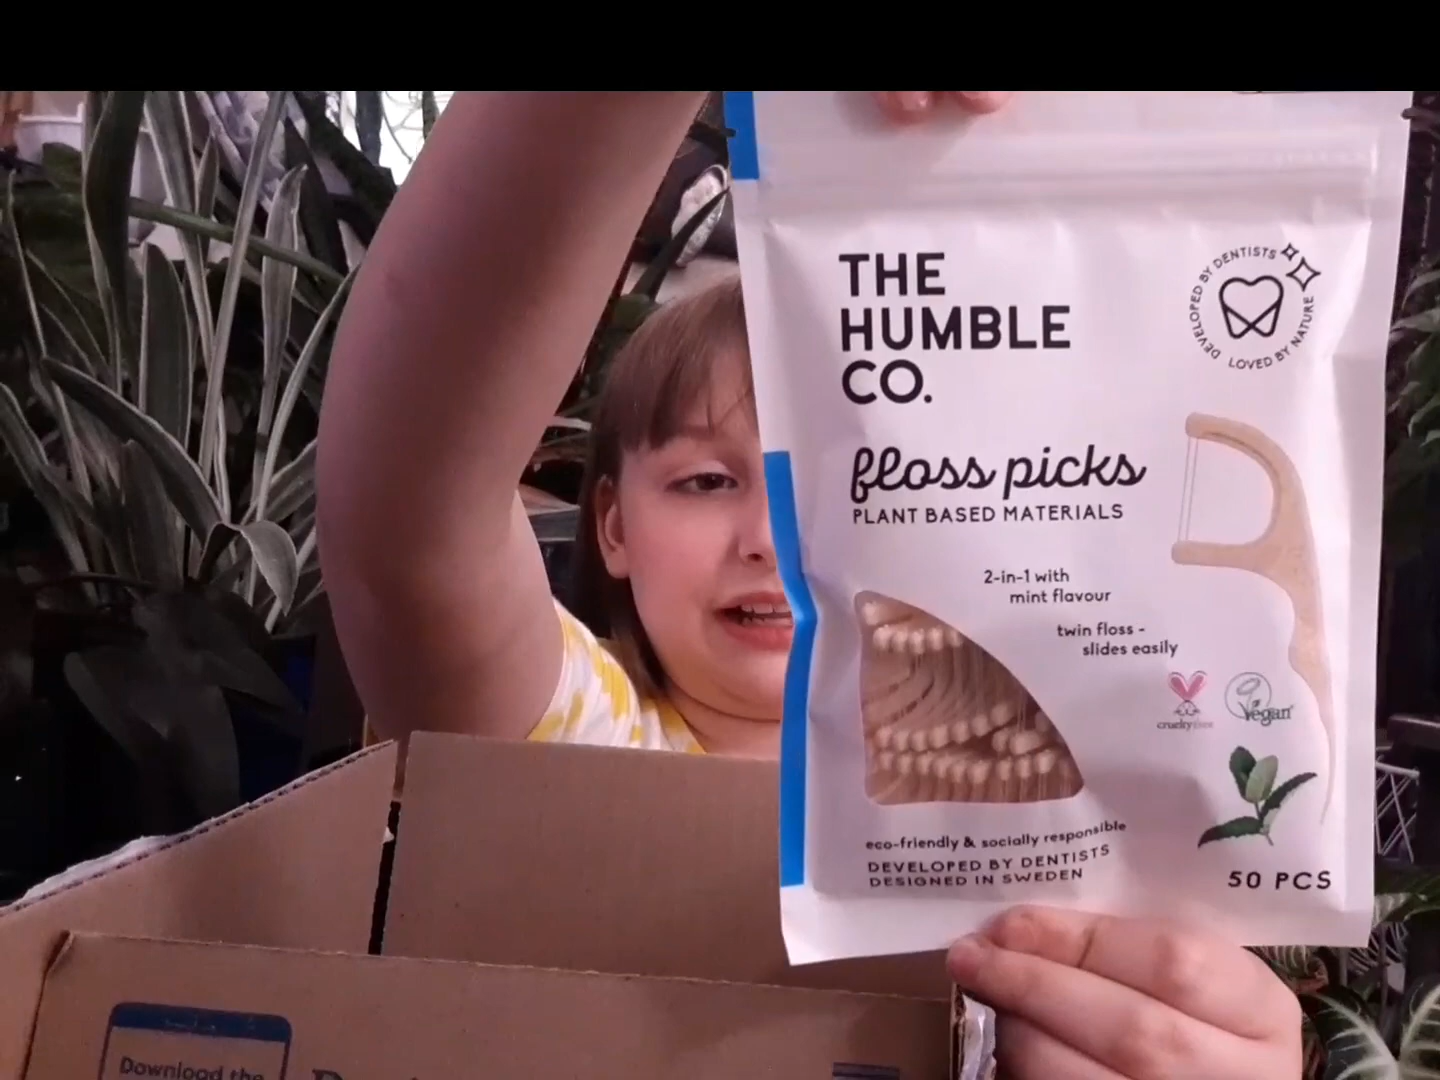 THE
HUMBLE
CO.
DEVELOPED BY DENTISTS
LOVED BY NATURE
floss picks
PLANT BASED MATERIALS
2-in-1 with
mint flavour
twin floss -
slides easily
crueltyfree
Vegan
eco-friendly & socially responsible
DEVELOPED BY DENTISTS
DESIGNED IN SWEDEN
50 PCS
Download the